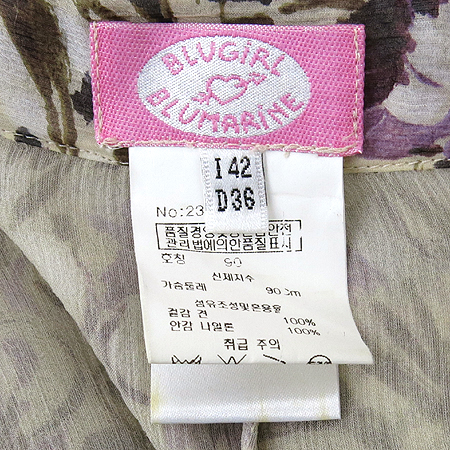 BLUGiRL
BLUMARiNE
I 42
D36
No:23
품질경영및공산품안전
관리법에의한품질표시
호칭 90
신체치수
가슴둘레 90 Cm
섬유조성및혼용율
겉감 견 100%
안감 나일론 100%
취급 주의